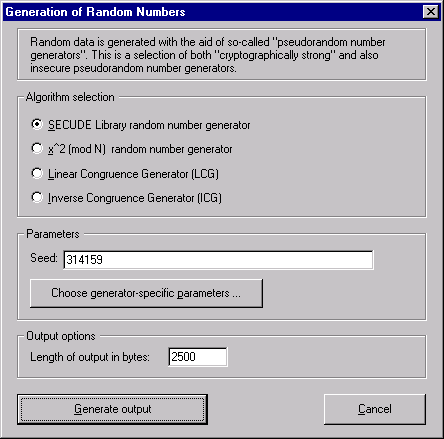 Generation of Random Numbers
Random data is generated with the aid of so-called "pseudorandom number
generators". This is a selection of both "cryptographically strong" and also
insecure pseudorandom number generators.
Algorithm selection
SECUDE Library random number generator
x^2 (mod N) random number generator
Linear Congruence Generator (LCG)
Inverse Congruence Generator (ICG)
Parameters
Seed: 314159
Choose generator-specific parameters ...
Output options
Length of output in bytes: 2500
Generate output Cancel